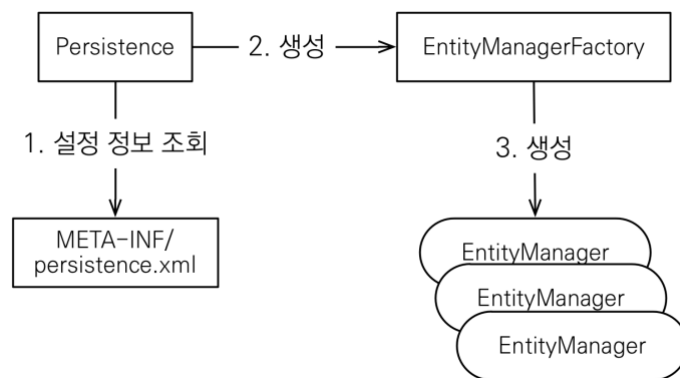 Persistence
2. 생성
EntityManagerFactory
1. 설정 정보 조회
3. 생성
META-INF/
persistence.xml
EntityManager
EntityManager
EntityManager